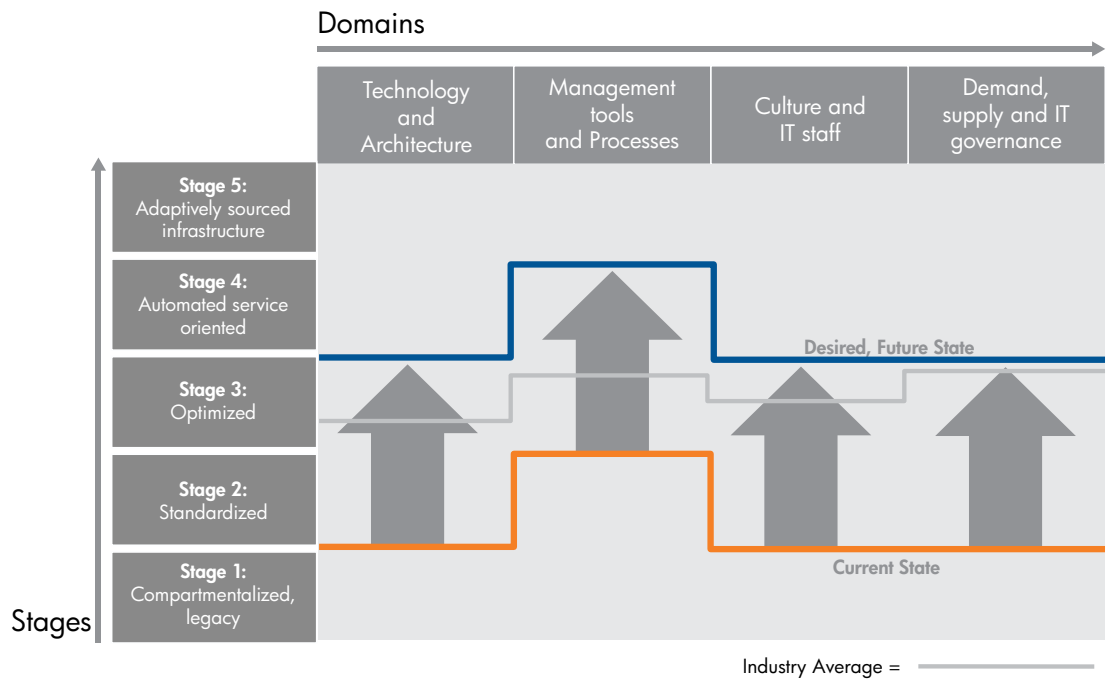 Domains
Technology
and
Architecture
Management
tools
and Processes
Culture and
IT staff
Demand,
supply and IT
governance
Stage 5:
Adaptively sourced
infrastructure
Stage 4:
Automated service
oriented
Desired, Future State
Stage 3:
Optimized
Stage 2:
Standardized
Stage 1:
Compartmentalized,
legacy
Current State
Stages
Industry Average =